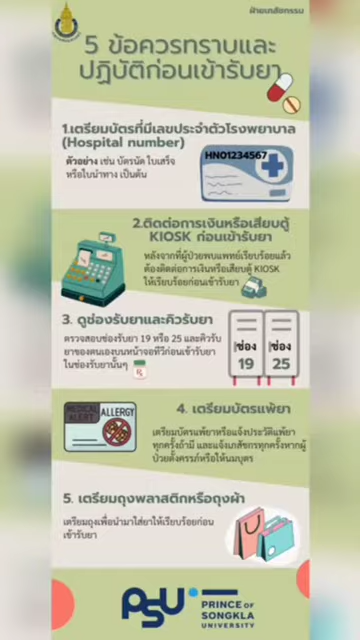 ฝ่ายเภสัชกรรม
5 ข้อควรทราบและ
ปฏิบัติก่อนเข้ารับยา
1.เตรียมบัตรที่มีเลขประจำตัวโรงพยาบาล
(Hospital number)
ตัวอย่าง เช่น บัตรนัด ใบเสร็จ
หรือใบนำทาง เป็นต้น
HN01234567
2.ติดต่อการเงินหรือเสียบตู้
KIOSK ก่อนเข้ารับยา
หลังจากที่ผู้ป่วยพบแพทย์เรียบร้อยแล้ว
ต้องติดต่อการเงินหรือเสียบตู้ KIOSK
ให้เรียบร้อยก่อนเข้ารับยา
3. ดูช่องรับยาและคิวรับยา
ตรวจสอบช่องรับยา 19 หรือ 25 และคิวรับ
ยาของตนเองบนหน้าจอทีวีก่อนเข้ารับยา
ในช่องรับยานั้นๆ
ช่อง
19
ช่อง
25
MEDICAL
ALERT
ALLERGY
4. เตรียมบัตรแพ้ยา
เตรียมบัตรแพ้ยาหรือแจ้งประวัติแพ้ยา
ทุกครั้งถ้ามี และแจ้งเภสัชกรทุกครั้งหากผู้
ป่วยตั้งครรภ์หรือให้นมบุตร
5. เตรียมถุงพลาสติกหรือถุงผ้า
เตรียมถุงเพื่อนำมาใส่ยาให้เรียบร้อยก่อน
เข้ารับยา
PSU
PRINCE OF
SONGKLA
UNIVERSITY